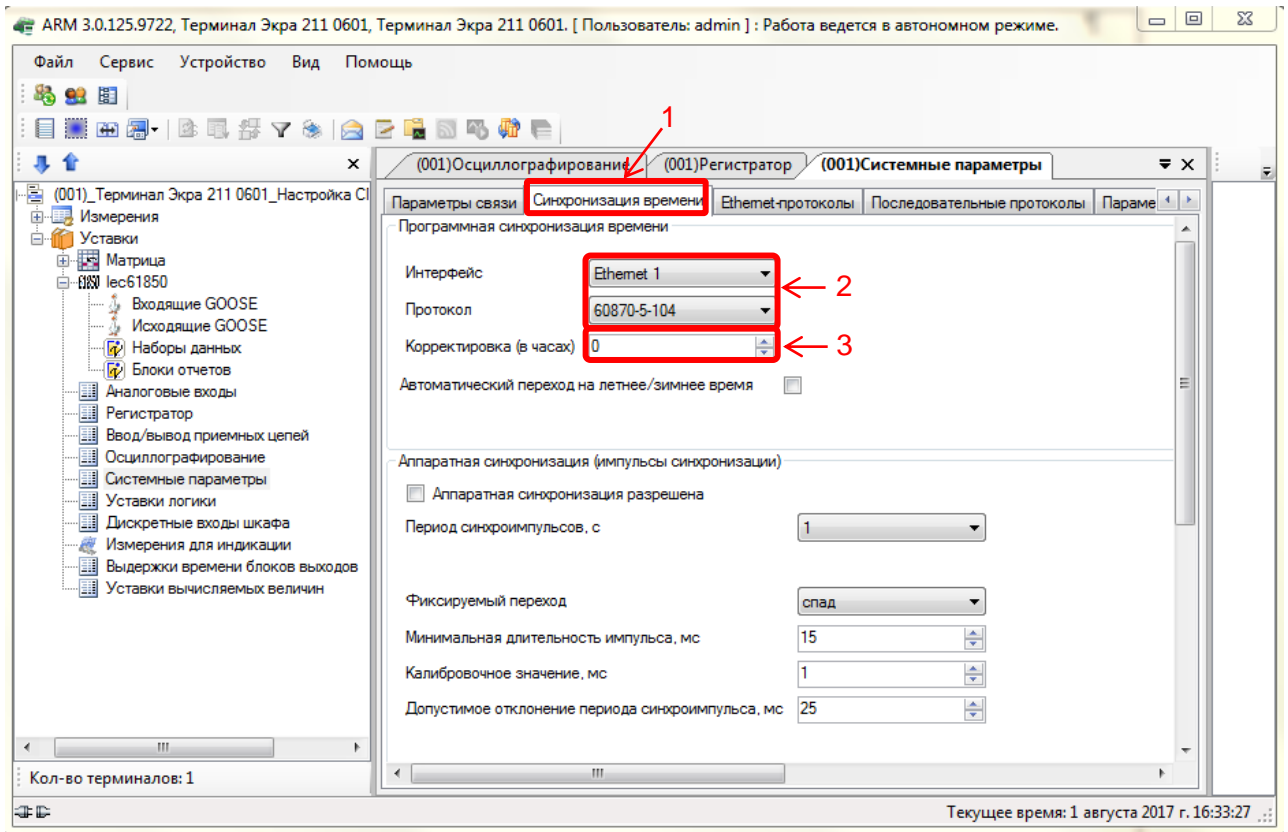 ARM 3.0.125.9722, Терминал Экра 211 0601, Терминал Экра 211 0601. [ Пользователь: admin ] : Работа ведется в автономном режиме.
Файл Сервис Устройство Вид Помощь
1
(001)Осциллографирование (001)Регистратор (001)Системные параметры
(001)_Терминал Экра 211 0601_Настройка СI
Измерения
Уставки
Матрица
Iec61850
Входящие GOOSE
Исходящие GOOSE
Наборы данных
Блоки отчетов
Аналоговые входы
Регистратор
Ввод/вывод приемных цепей
Осциллографирование
Системные параметры
Уставки логики
Дискретные входы шкафа
Измерения для индикации
Выдержки времени блоков выходов
Уставки вычисляемых величин
Кол-во терминалов: 1
Параметры связи Синхронизация времени Ethernet-протоколы Последовательные протоколы Параме
Программная синхронизация времени
Интерфейс Ethernet 1
2
Протокол 60870-5-104
Корректировка (в часах) 0 3
Автоматический переход на летнее/зимнее время
Аппаратная синхронизация (импульсы синхронизации)
Аппаратная синхронизация разрешена
Период синхроимпульсов, с 1
Фиксируемый переход спад
Минимальная длительность импульса, мс 15
Калибровочное значение, мс 1
Допустимое отклонение периода синхроимпульса, мс 25
Текущее время: 1 августа 2017 г. 16:33:27